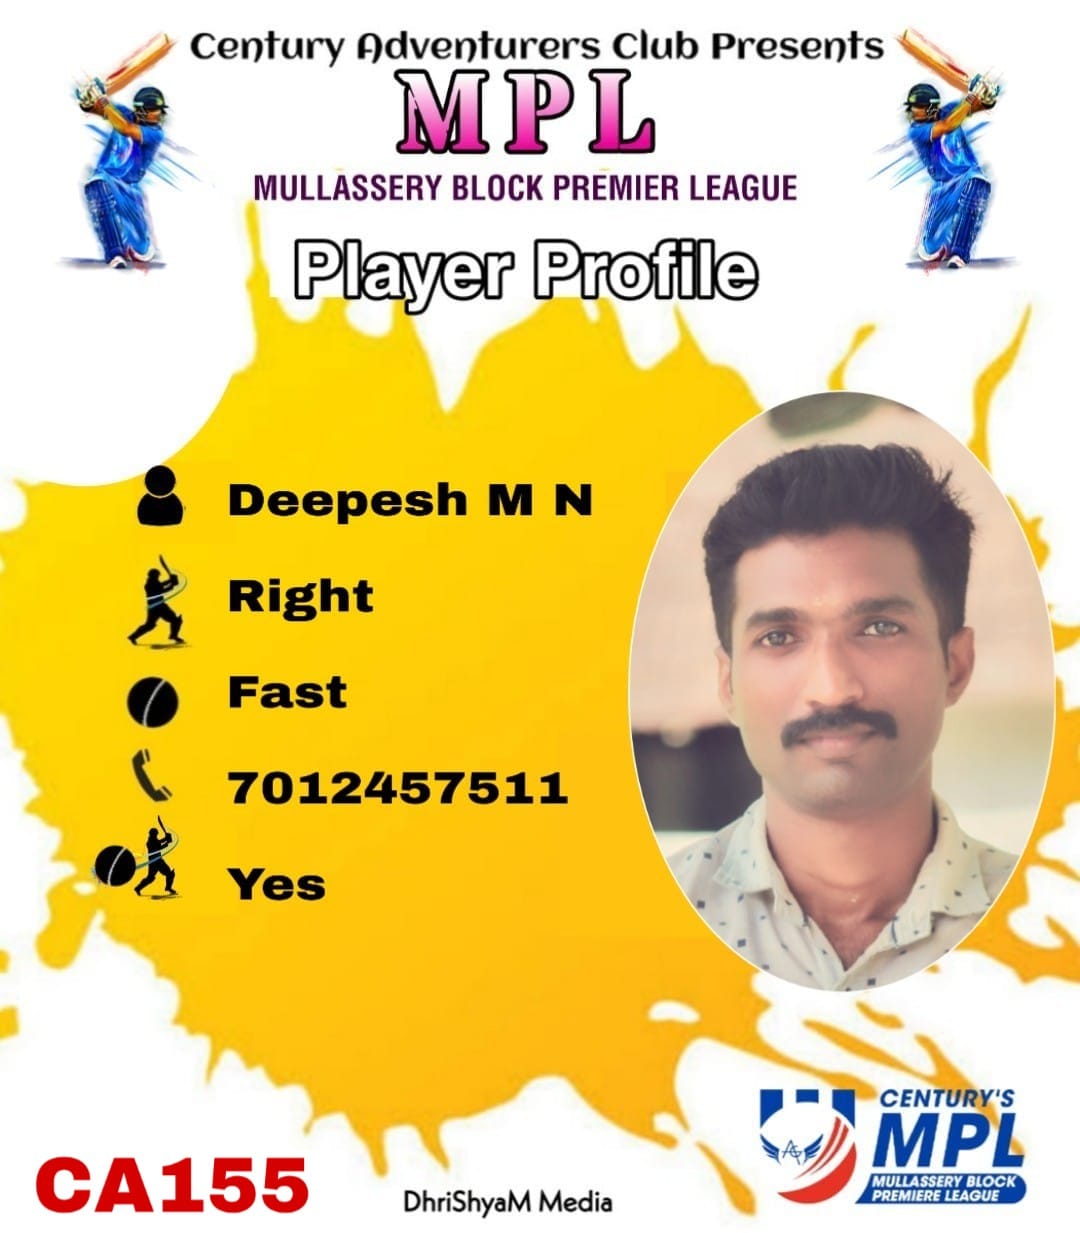 Century Adventurers Club Presents
MPL
MULLASSERY BLOCK PREMIER LEAGUE
Player Profile
Deepesh M N
Right
Fast
7012457511
Yes
CENTURY'S
MPL
MULLASSERY BLOCK
PREMIERE LEAGUE
CA155
DhriShyaM Media